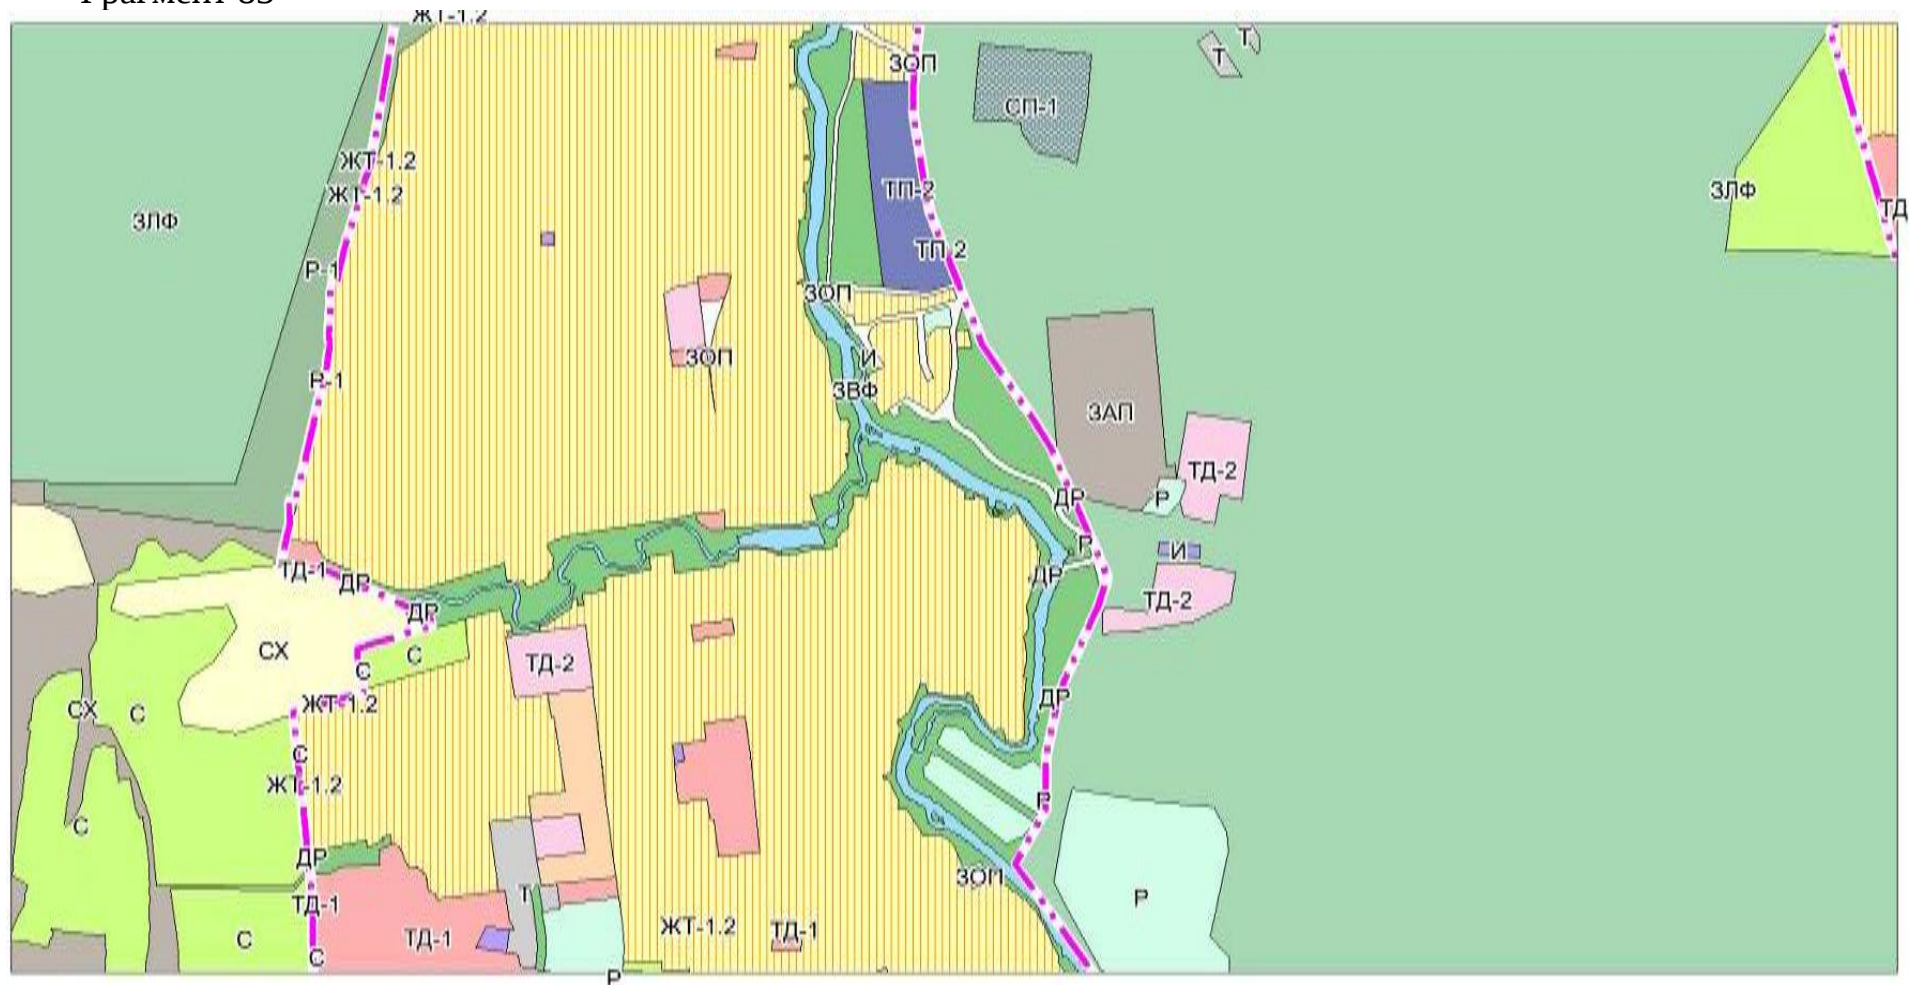 Фрагмент 83
ЖТ-1.2
Т
Т
ЗОП
СП-1
ЖТ-1.2
ЖТ-1.2
ТП-2
ЗЛФ
ТД
ЗЛФ
ТП-2
Р-1
ЗОП
ЗОП
И
Р-1
ЗВФ
ЗАП
ТД-2
ДР
Р
Р
И
ТД-1
ДР
ДР
ДР
ТД-2
СХ
С
С
ТД-2
ЖТ-1.2
ДР
СХ
С
С
ЖТ-1.2
Р
С
ДР
ЗОП
Т
Р
ТД-1
С
ТД-1
ЖТ-1.2
ТД-1
С
Р